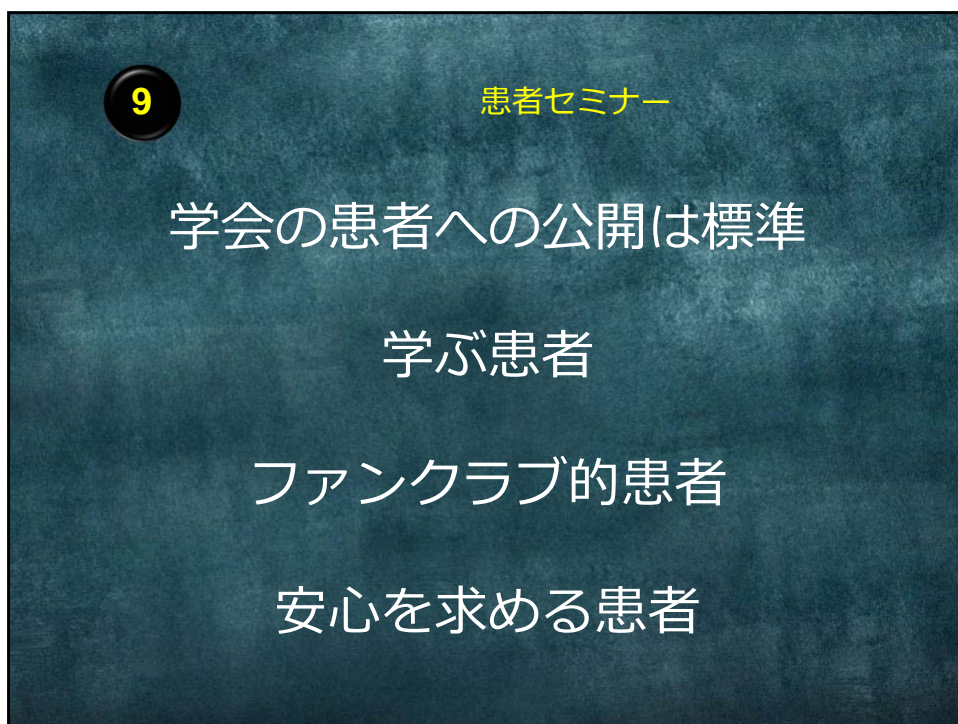 9
患者セミナー
学会の患者への公開は標準
学ぶ患者
ファンクラブ的患者
安心を求める患者